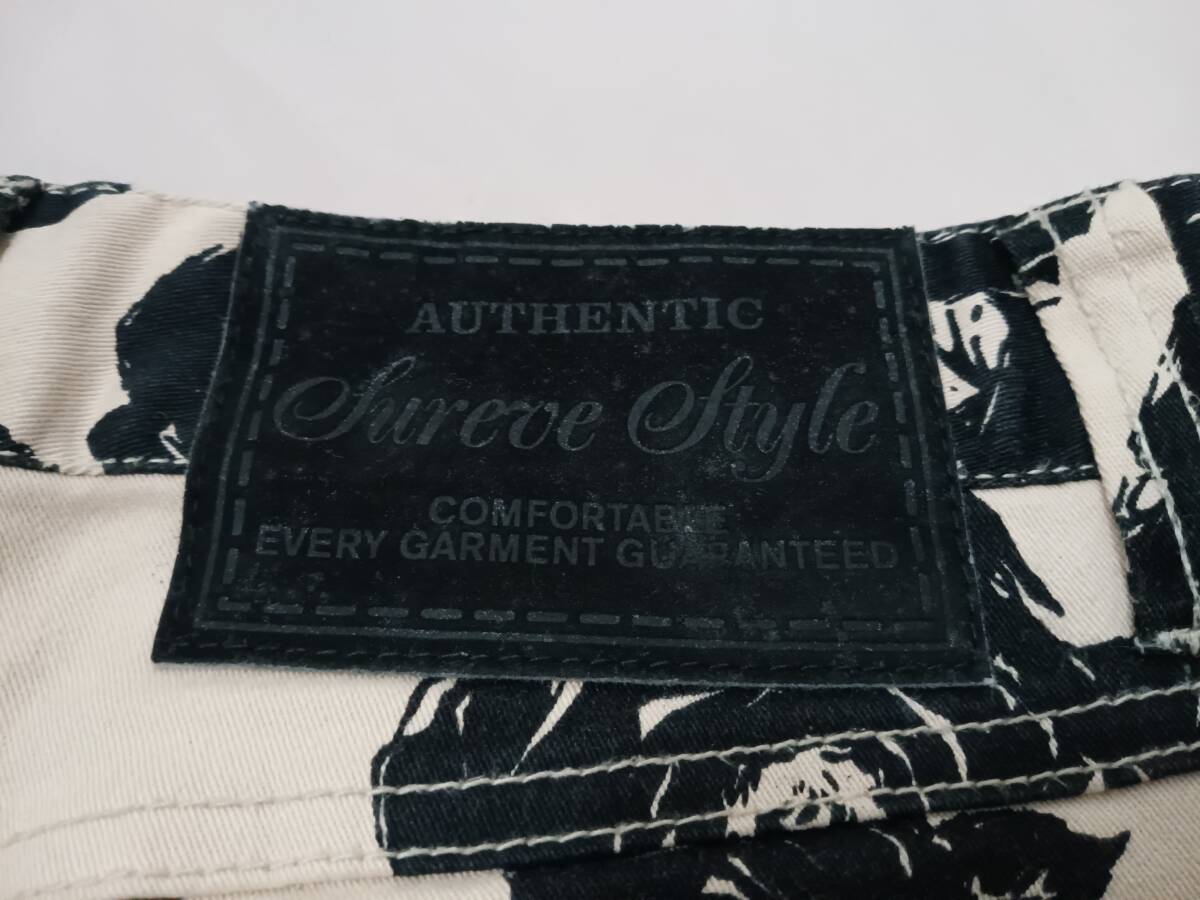 AUTHENTIC
Sureve Style
COMFORTABLE
EVERY GARMENT GUARANTEED